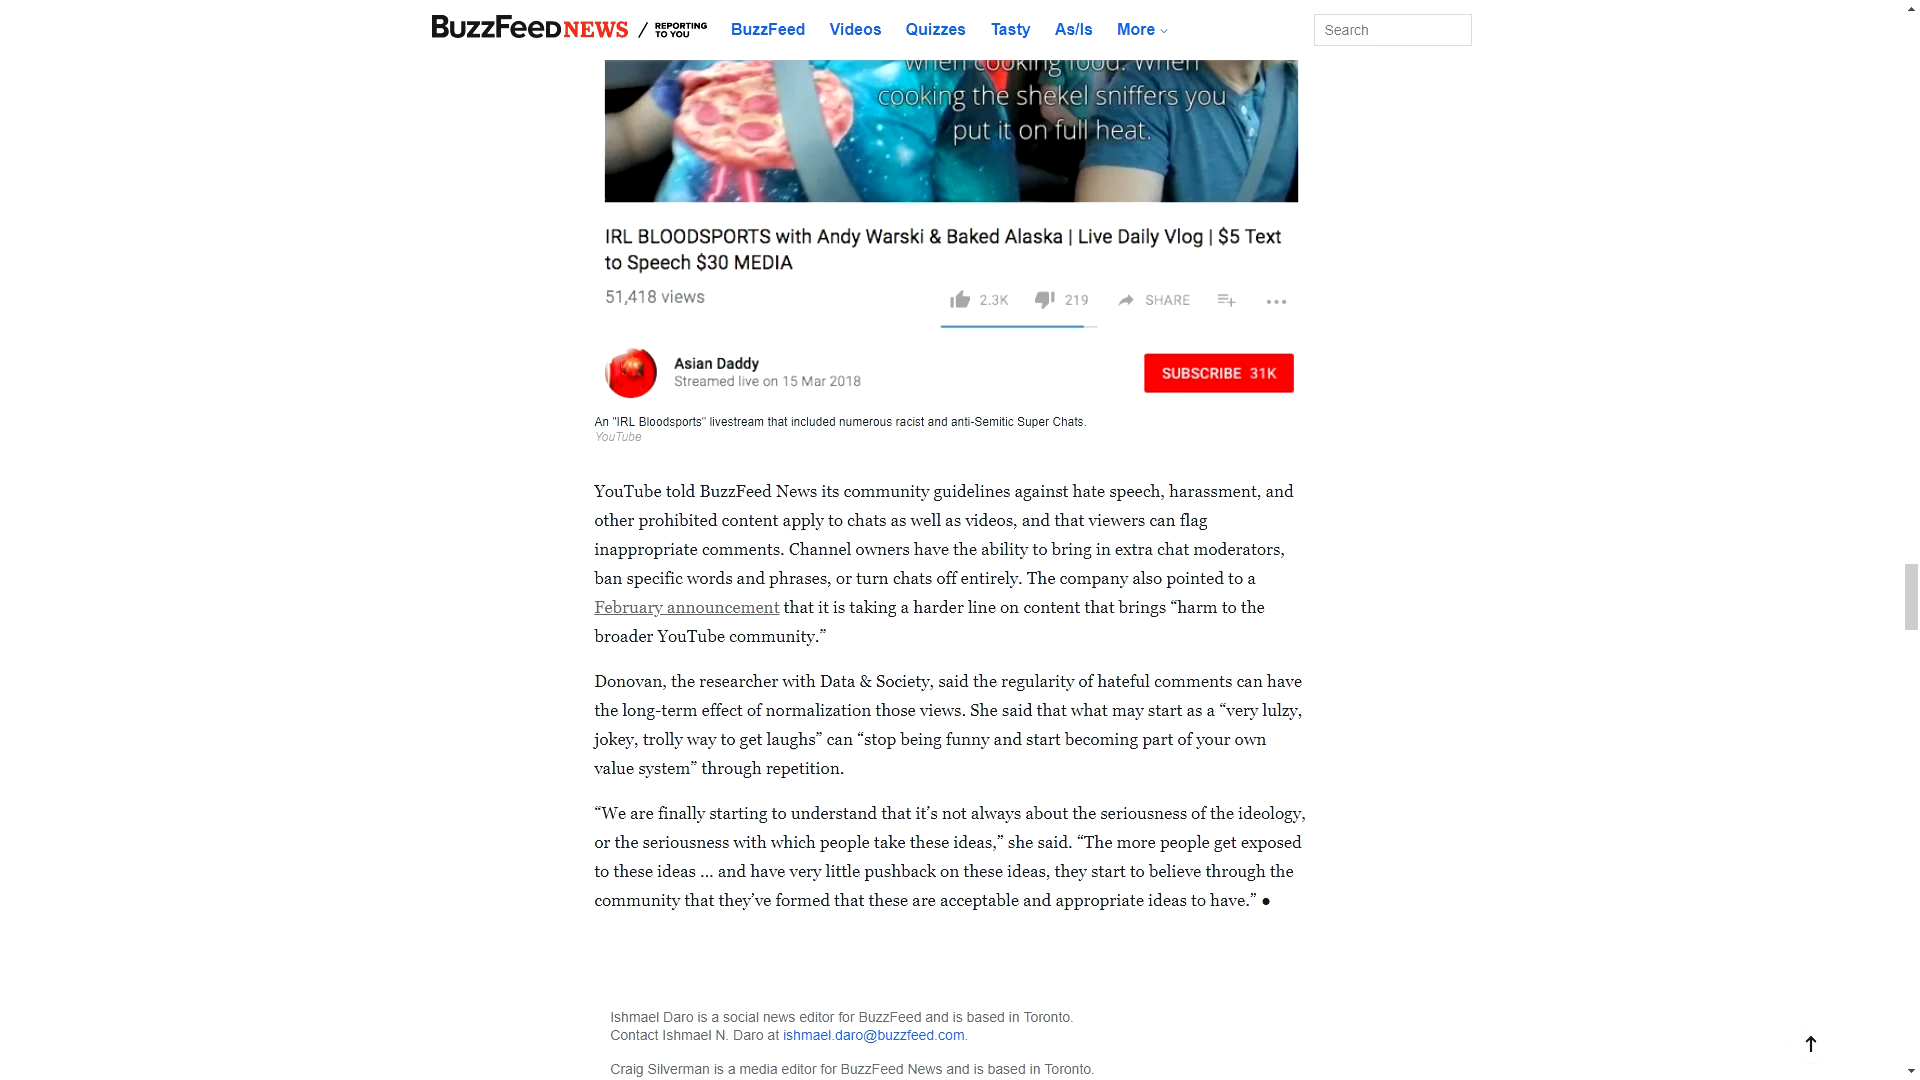 BuzzFeed NEWS / REPORTING TO YOU BuzzFeed Videos Quizzes Tasty As/Is More Search
when cooking food. When
cooking the shekel sniffers you
put it on full heat.
IRL BLOODSPORTS with Andy Warski & Baked Alaska | Live Daily Vlog | $5 Text
to Speech $30 MEDIA
51,418 views 2.3K 219 SHARE
Asian Daddy
Streamed live on 15 Mar 2018
SUBSCRIBE 31K
An "IRL Bloodsports" livestream that included numerous racist and anti-Semitic Super Chats.
YouTube
YouTube told BuzzFeed News its community guidelines against hate speech, harassment, and
other prohibited content apply to chats as well as videos, and that viewers can flag
inappropriate comments. Channel owners have the ability to bring in extra chat moderators,
ban specific words and phrases, or turn chats off entirely. The company also pointed to a
February announcement that it is taking a harder line on content that brings “harm to the
broader YouTube community.”
Donovan, the researcher with Data & Society, said the regularity of hateful comments can have
the long-term effect of normalization those views. She said that what may start as a “very lulzy,
jokey, trolly way to get laughs” can “stop being funny and start becoming part of your own
value system” through repetition.
“We are finally starting to understand that it’s not always about the seriousness of the ideology,
or the seriousness with which people take these ideas,” she said. “The more people get exposed
to these ideas ... and have very little pushback on these ideas, they start to believe through the
community that they’ve formed that these are acceptable and appropriate ideas to have.” ●
Ishmael Daro is a social news editor for BuzzFeed and is based in Toronto.
Contact Ishmael N. Daro at ishmael.daro@buzzfeed.com.
Craig Silverman is a media editor for BuzzFeed News and is based in Toronto.